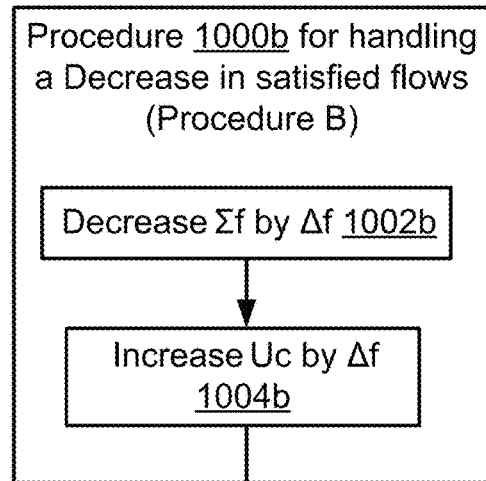 Procedure 1000b for handling
a Decrease in satisfied flows
(Procedure B)
Decrease Σf by Δf 1002b
Increase Uc by Δf
1004b